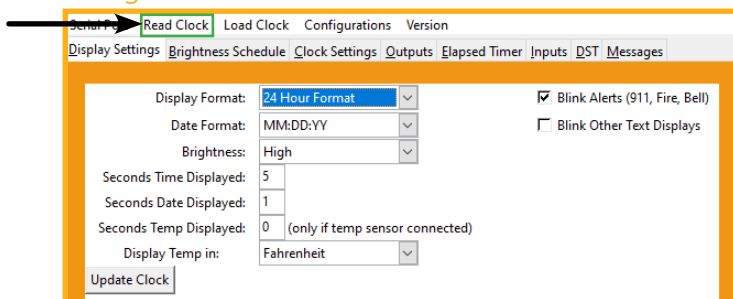 Read Clock Load Clock Configurations Version
Display Settings Brightness Schedule Clock Settings Outputs Elapsed Timer Inputs DST Messages
Display Format: 24 Hour Format Blink Alerts (911, Fire, Bell)
Date Format: MM:DD:YY Blink Other Text Displays
Brightness: High
Seconds Time Displayed: 5
Seconds Date Displayed: 1
Seconds Temp Displayed: 0 (only if temp sensor connected)
Display Temp in: Fahrenheit
Update Clock